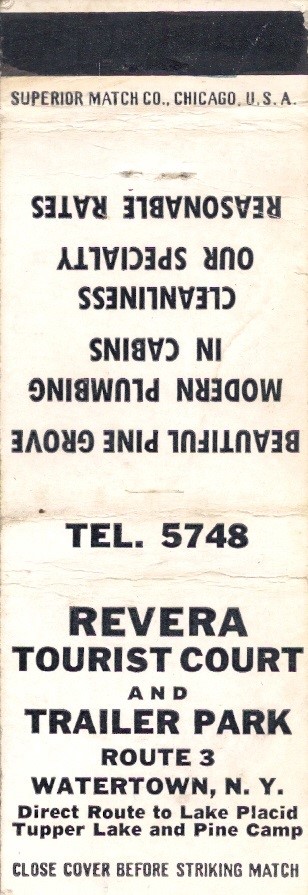 SUPERIOR MATCH CO., CHICAGO, U.S.A.
BEAUTIFUL PINE GROVE
MODERN PLUMBING
IN CABINS
CLEANLINESS
OUR SPECIALTY
REASONABLE RATES
TEL. 5748
REVERA
TOURIST COURT
AND
TRAILER PARK
ROUTE 3
WATERTOWN, N. Y.
Direct Route to Lake Placid
Tupper Lake and Pine Camp
CLOSE COVER BEFORE STRIKING MATCH